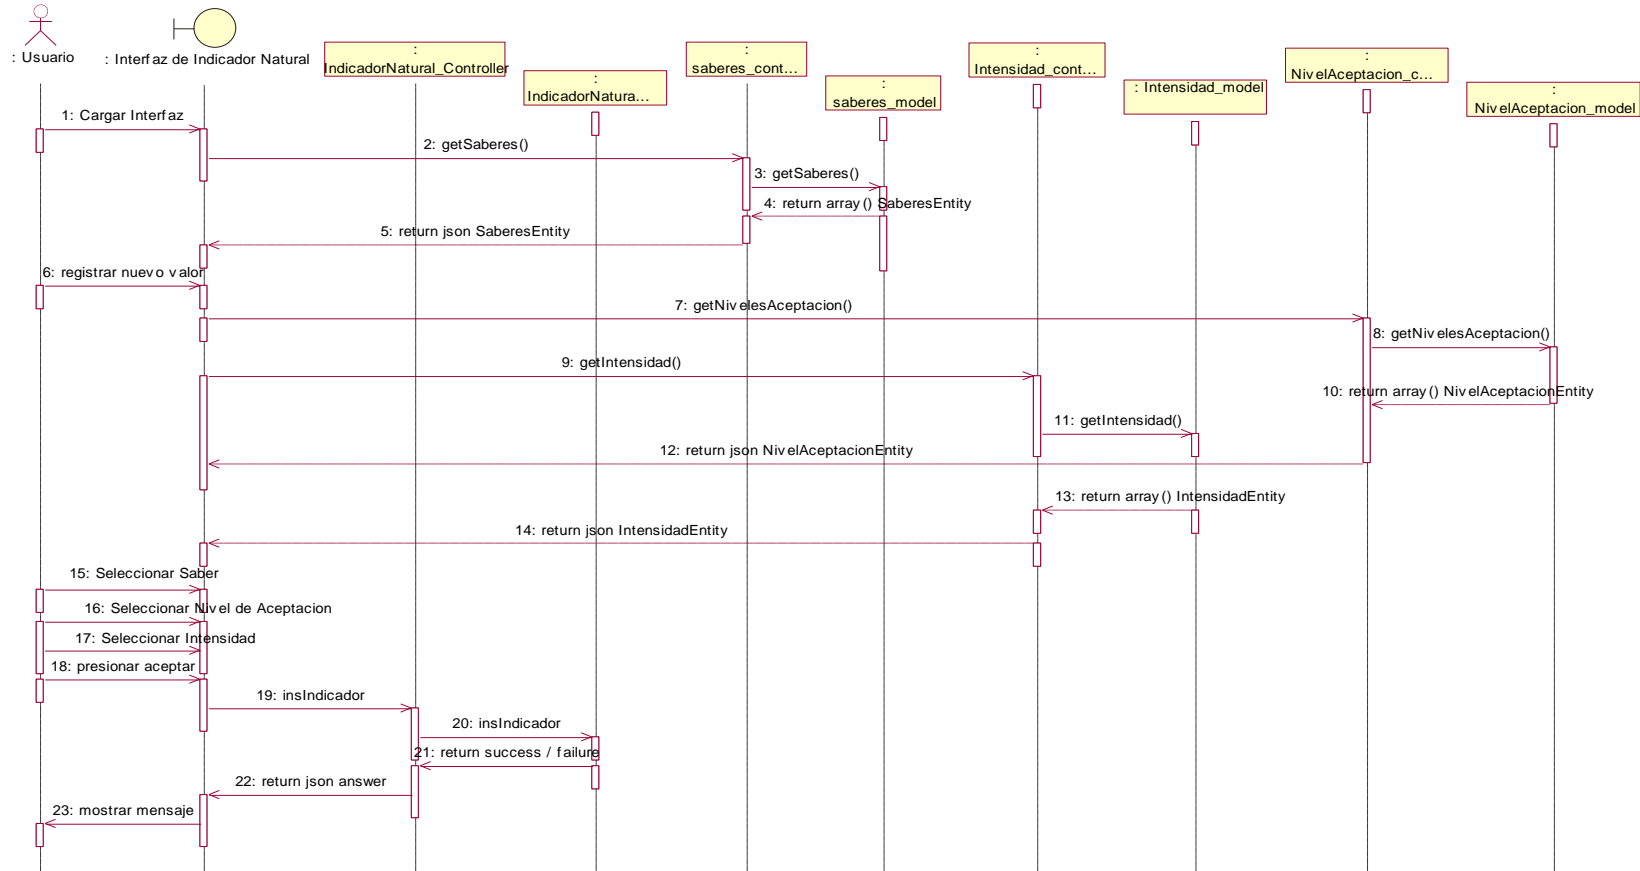 : Usuario
: Interfaz de Indicador Natural
:
IndicadorNatural_Controller
:
IndicadorNatura...
:
saberes_cont...
:
saberes_model
:
Intensidad_cont...
: Intensidad_model
:
NivelAceptacion_c...
:
NivelAceptacion_model
1: Cargar Interfaz
2: getSaberes()
3: getSaberes()
4: return array() SaberesEntity
5: return json SaberesEntity
6: registrar nuevo valor
7: getNivelesAceptacion()
8: getNivelesAceptacion()
9: getIntensidad()
10: return array() NivelAceptacionEntity
11: getIntensidad()
12: return json NivelAceptacionEntity
13: return array() IntensidadEntity
14: return json IntensidadEntity
15: Seleccionar Saber
16: Seleccionar Nivel de Aceptacion
17: Seleccionar Intensidad
18: presionar aceptar
19: insIndicador
20: insIndicador
21: return success / failure
22: return json answer
23: mostrar mensaje